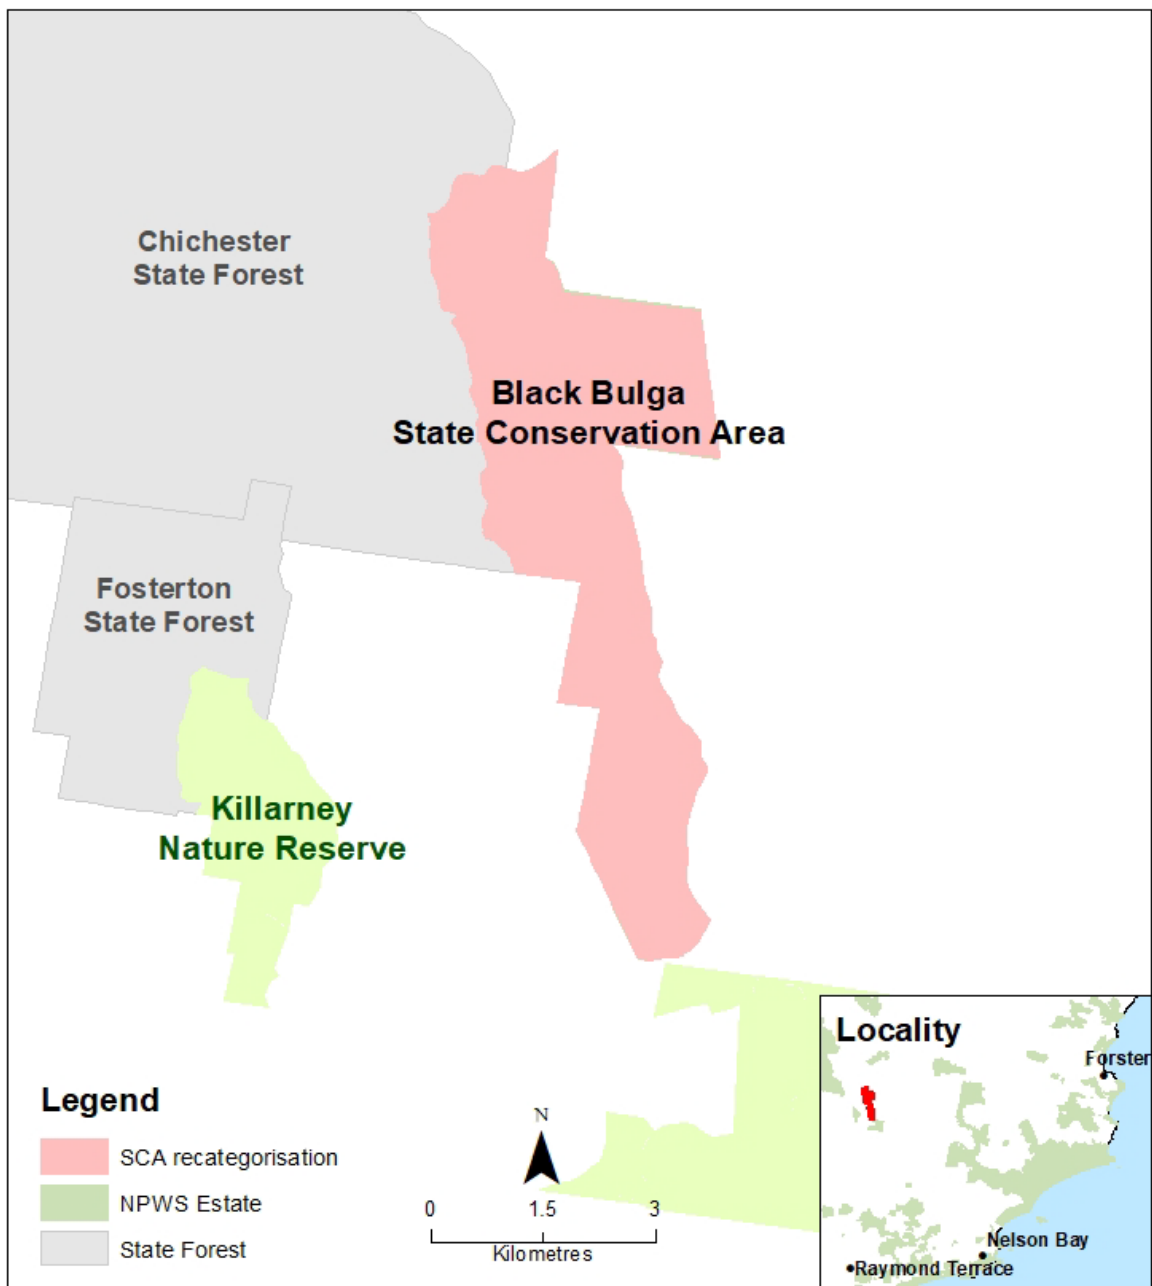 Chichester
State Forest
Black Bulga
State Conservation Area
Fosterton
State Forest
Killarney
Nature Reserve
Legend
SCA recategorisation
NPWS Estate
State Forest
N
0 1.5 3
Kilometres
Locality
Forster
Nelson Bay
Raymond Terrace